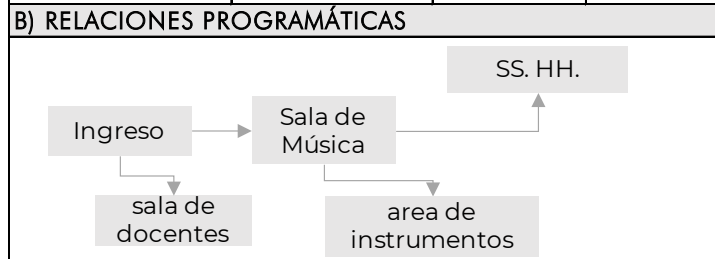 B) RELACIONES PROGRAMÁTICAS
SS. HH.
Ingreso
Sala de
Música
sala de
docentes
area de
instrumentos